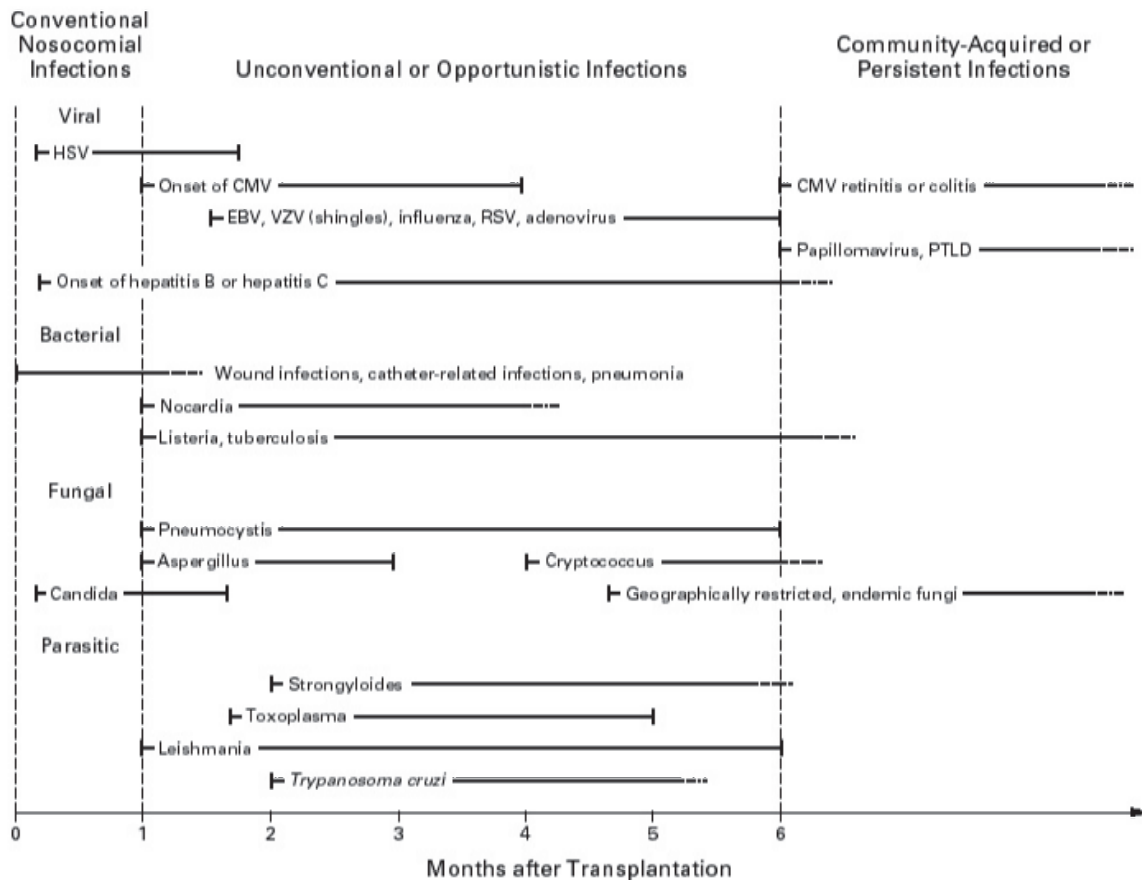 Conventional
Nosocomial
Infections
Unconventional or Opportunistic Infections
Community-Acquired or
Persistent Infections
Viral
HSV
Onset of CMV
CMV retinitis or colitis
EBV, VZV (shingles), influenza, RSV, adenovirus
Papillomavirus, PTLD
Onset of hepatitis B or hepatitis C
Bacterial
Wound infections, catheter-related infections, pneumonia
Nocardia
Listeria, tuberculosis
Fungal
Pneumocystis
Aspergillus
Cryptococcus
Candida
Geographically restricted, endemic fungi
Parasitic
Strongyloides
Toxoplasma
Leishmania
Trypanosoma cruzi
0 1 2 3 4 5 6
Months after Transplantation